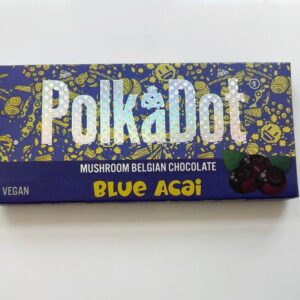 PolkaDot
MUSHROOM BELGIAN CHOCOLATE
VEGAN
BLUE ACAI